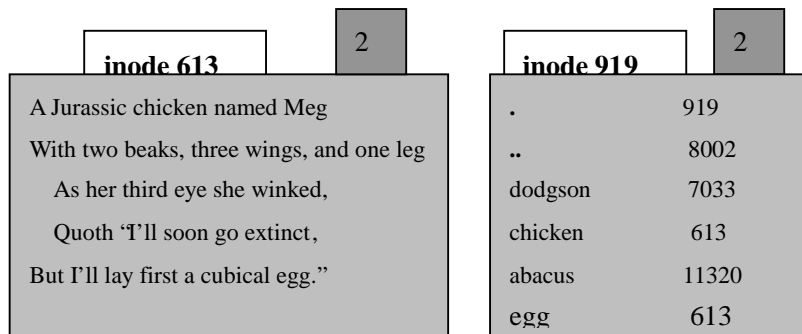 inode 613 2
A Jurassic chicken named Meg
With two beaks, three wings, and one leg
As her third eye she winked,
Quoth “I’ll soon go extinct,
But I’ll lay first a cubical egg.”
inode 919 2
. 919
.. 8002
dodgson 7033
chicken 613
abacus 11320
egg 613